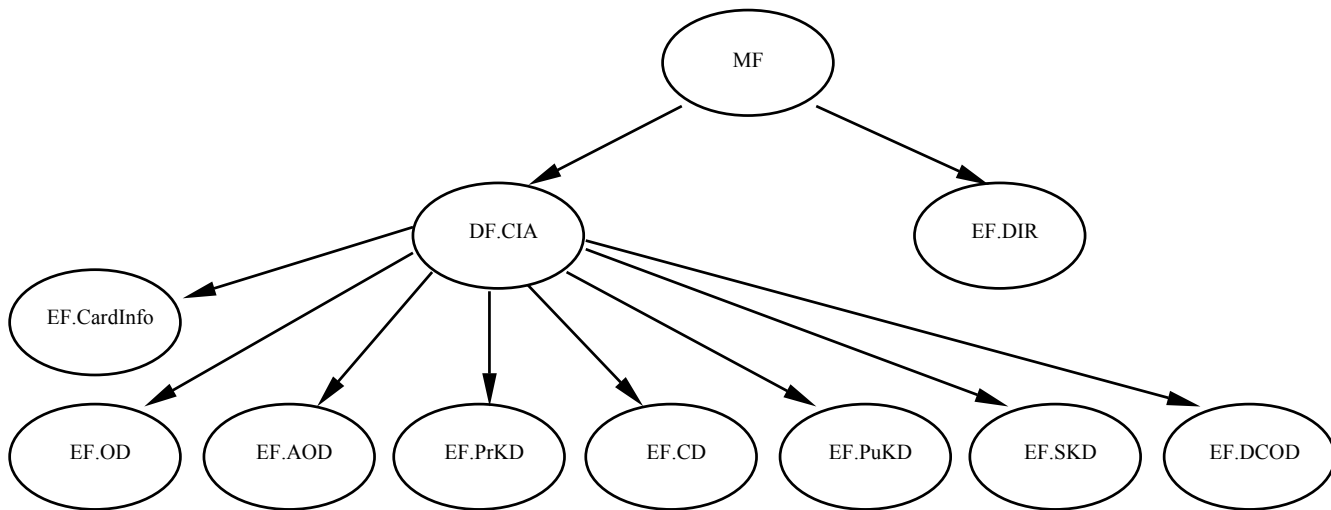 MF
DF.CIA
EF.DIR
EF.CardInfo
EF.OD
EF.AOD
EF.PrKD
EF.CD
EF.PuKD
EF.SKD
EF.DCOD